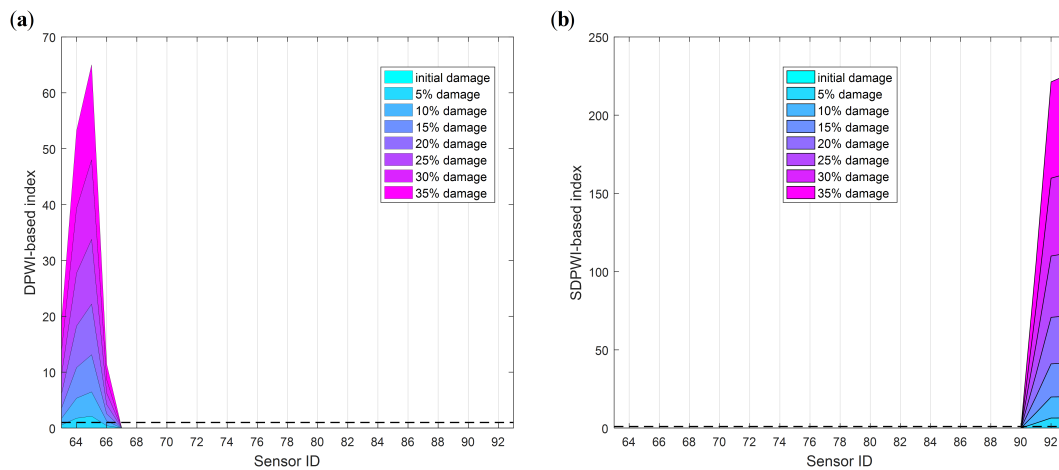 (a)
70
60
50
40
30
20
10
0
DPWI-based index
initial damage
5% damage
10% damage
15% damage
20% damage
25% damage
30% damage
35% damage
64 66 68 70 72 74 76 78 80 82 84 86 88 90 92
Sensor ID
(b)
250
200
150
100
50
0
SDPWI-based index
initial damage
5% damage
10% damage
15% damage
20% damage
25% damage
30% damage
35% damage
64 66 68 70 72 74 76 78 80 82 84 86 88 90 92
Sensor ID